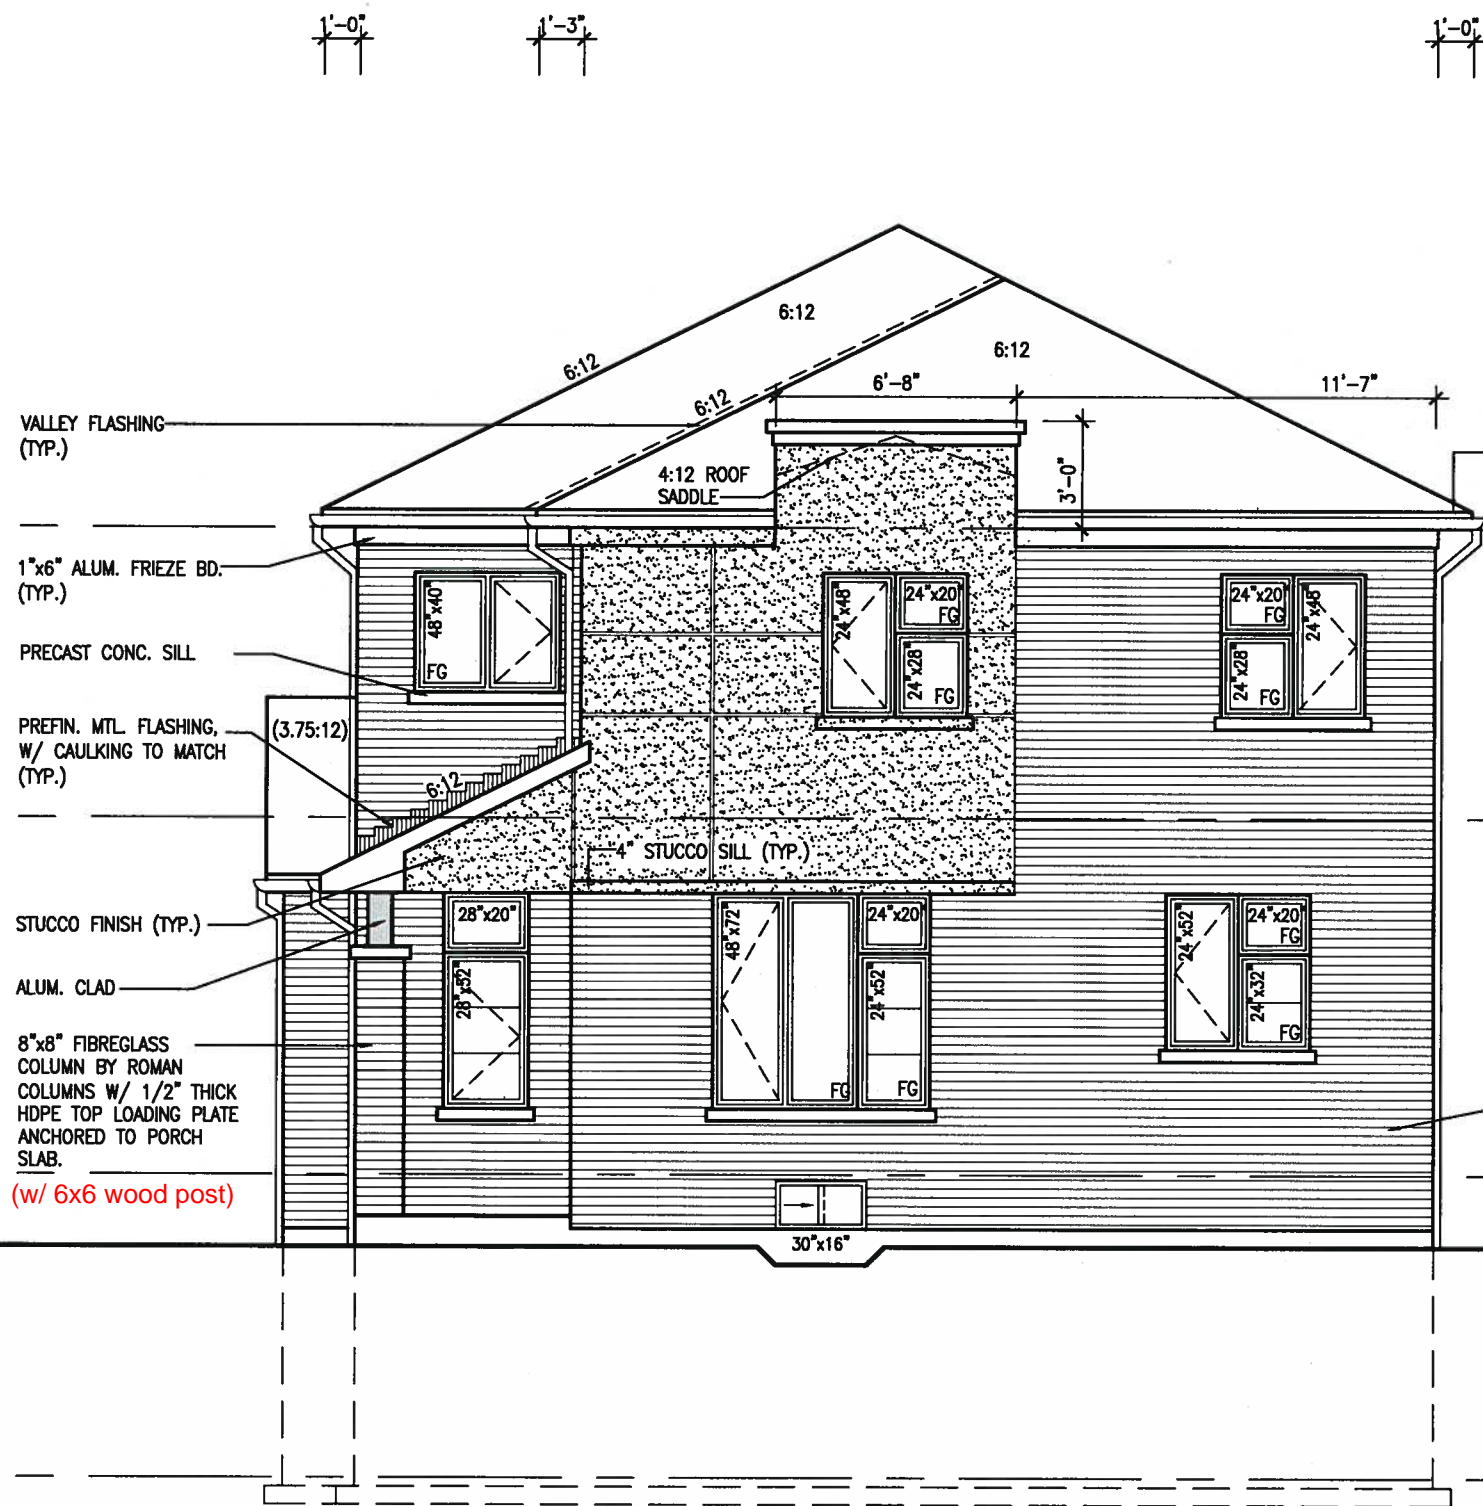 1'-0"
1'-3"
1'-0"
6:12
6:12
6:12
6:12
6'-8"
11'-7"
VALLEY FLASHING
(TYP.)
4:12 ROOF
SADDLE
3'-0"
1"x6" ALUM. FRIEZE BD.
(TYP.)
48"x40"
FG
24"x48"
24"x20"
FG
24"x28"
FG
24"x20"
FG
24"x48"
24"x28"
FG
PRECAST CONC. SILL
PREFIN. MTL. FLASHING,
W/ CAULKING TO MATCH
(TYP.)
(3.75:12)
6:12
4" STUCCO SILL (TYP.)
STUCCO FINISH (TYP.)
28"x20"
28"x52"
48"x72"
FG
24"x20"
24"x52"
FG
24"x52"
24"x20"
FG
24"x32"
FG
ALUM. CLAD
8"x8" FIBREGLASS
COLUMN BY ROMAN
COLUMNS W/ 1/2" THICK
HDPE TOP LOADING PLATE
ANCHORED TO PORCH
SLAB.
(w/ 6x6 wood post)
30"x16"